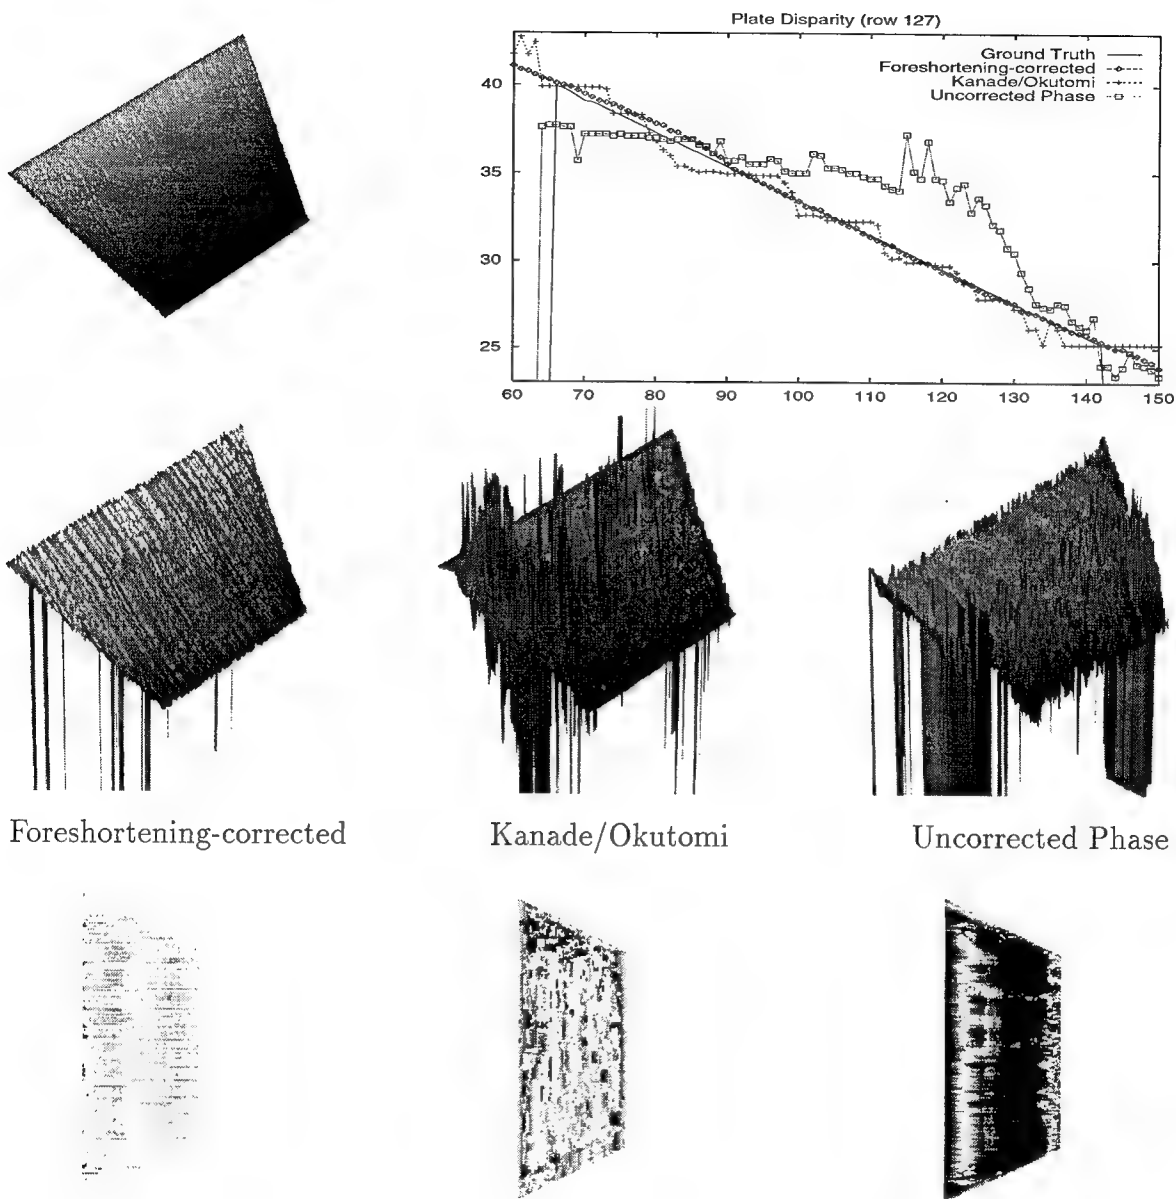 Plate Disparity (row 127)
Ground Truth
Foreshortening-corrected
Kanade/Okutomi
Uncorrected Phase
40
35
30
25
60 70 80 90 100 110 120 130 140 150
Foreshortening-corrected Kanade/Okutomi Uncorrected Phase